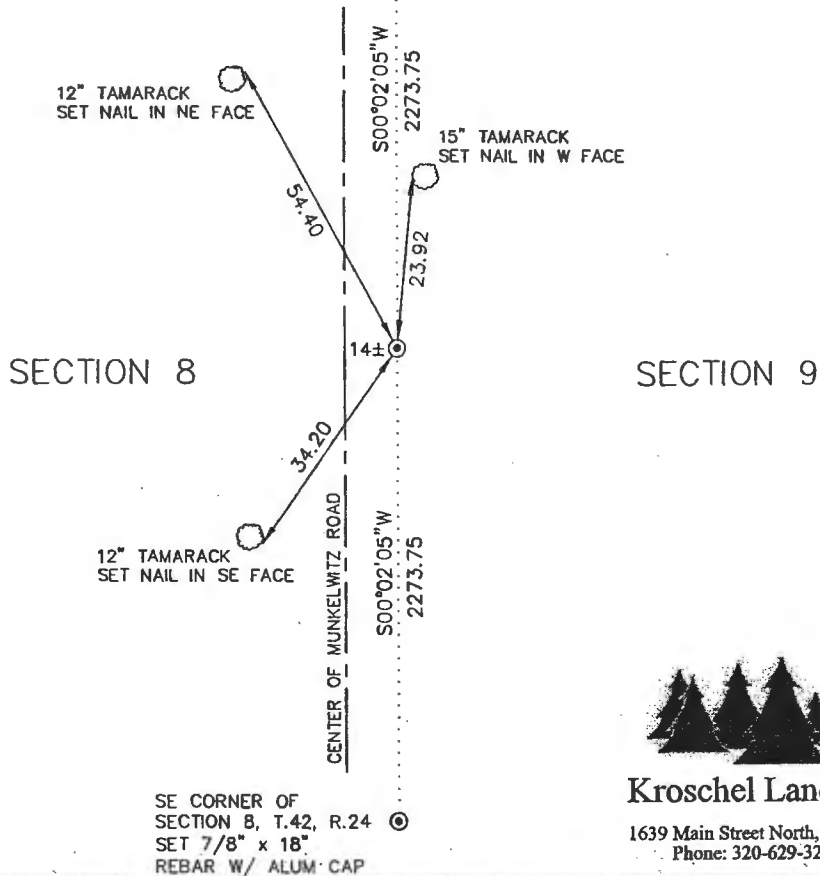 12" TAMARACK
SET NAIL IN NE FACE
S00°02'05"W
2273.75
15" TAMARACK
SET NAIL IN W FACE
54.40
23.92
14±
SECTION 8
SECTION 9
34.20
12" TAMARACK
SET NAIL IN SE FACE
CENTER OF MUNKELWITZ ROAD
S00°02'05"W
2273.75
SE CORNER OF
SECTION 8, T.42, R.24
SET 7/8" x 18"
REBAR W/ ALUM CAP
Kroschel Lan
1639 Main Street North,
Phone: 320-629-32